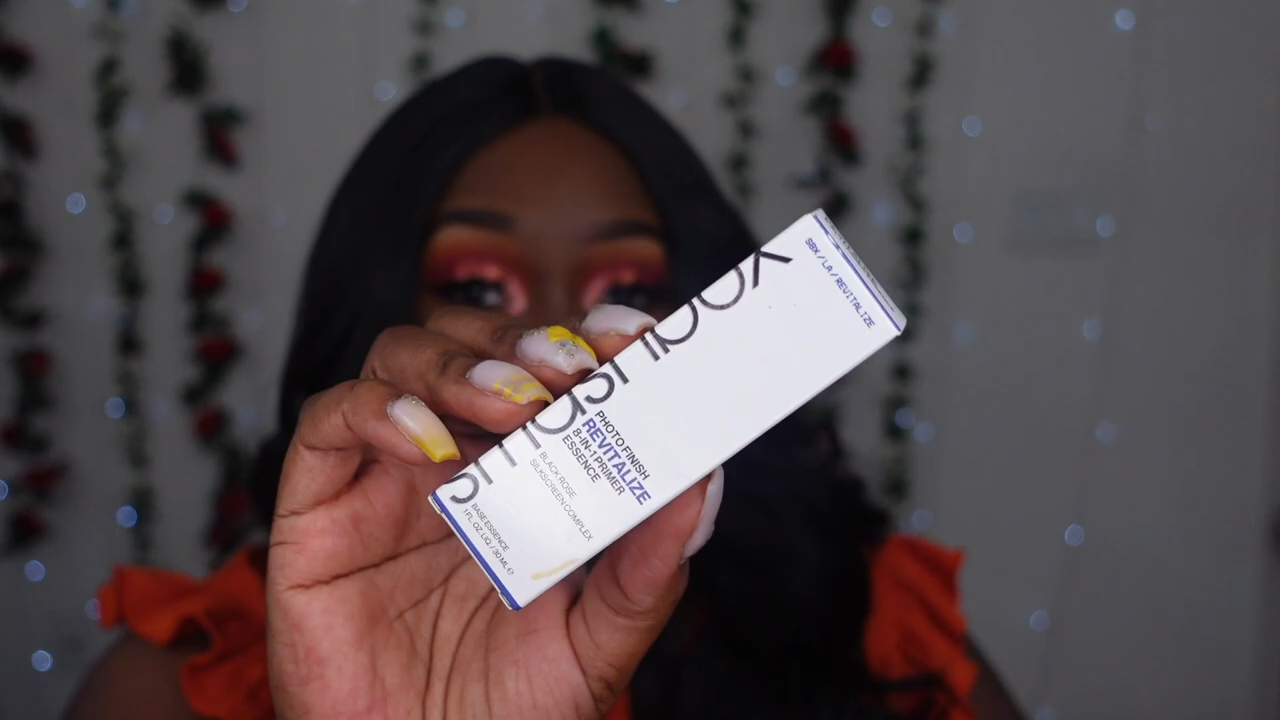 smashbox
SBX / LA / REVITALIZE
PHOTO FINISH
REVITALIZE
8-IN-1 PRIMER
ESSENCE
BLACK ROSE
SILKSCREEN COMPLEX
BASE ESSENCE
1 FL. OZ. LIQ. / 30 ML ℮